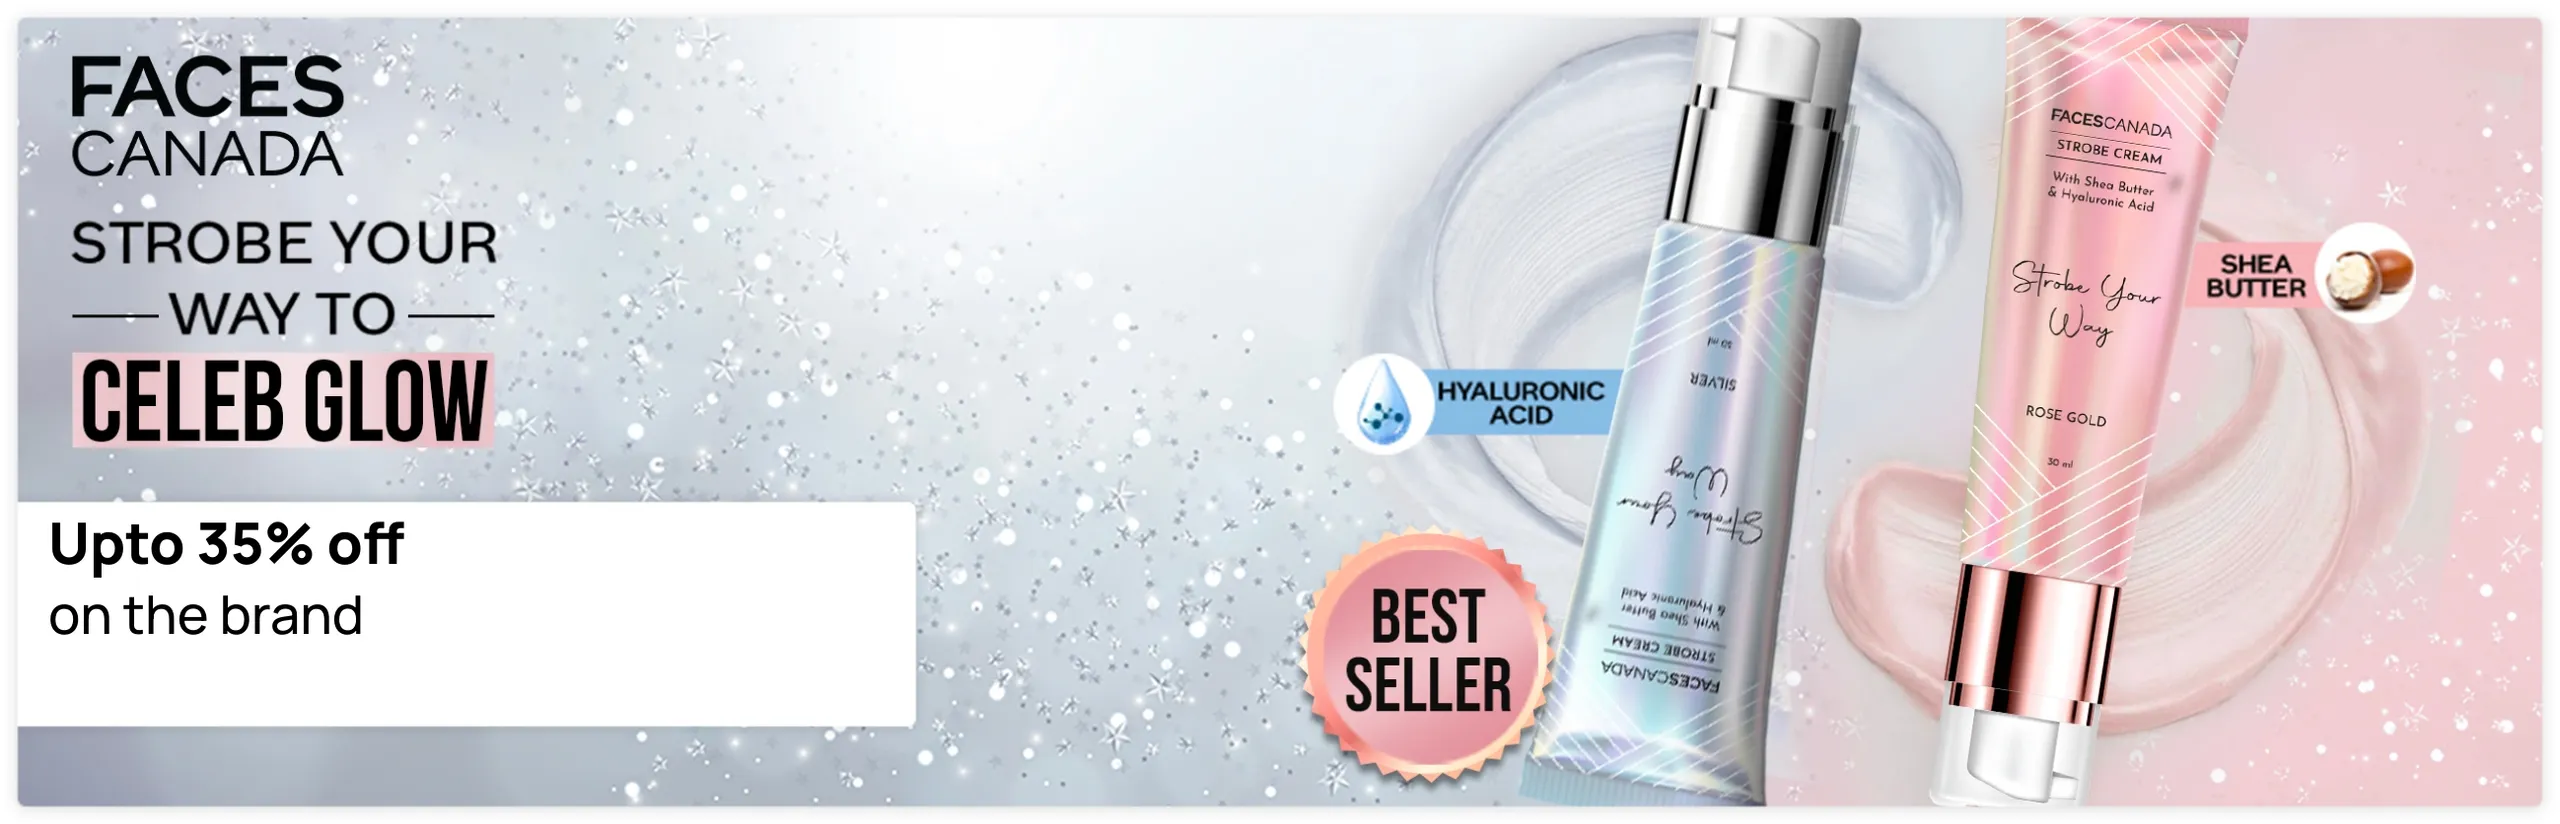 FACES
CANADA
STROBE YOUR
WAY TO
CELEB GLOW
Upto 35% off
on the brand
HYALURONIC
ACID
BEST
SELLER
30 ml
SILVER
Strobe Your
Way
With Shea Butter
& Hyaluronic Acid
STROBE CREAM
FACESCANADA
FACESCANADA
STROBE CREAM
With Shea Butter
& Hyaluronic Acid
Strobe Your
Way
ROSE GOLD
30 ml
SHEA
BUTTER